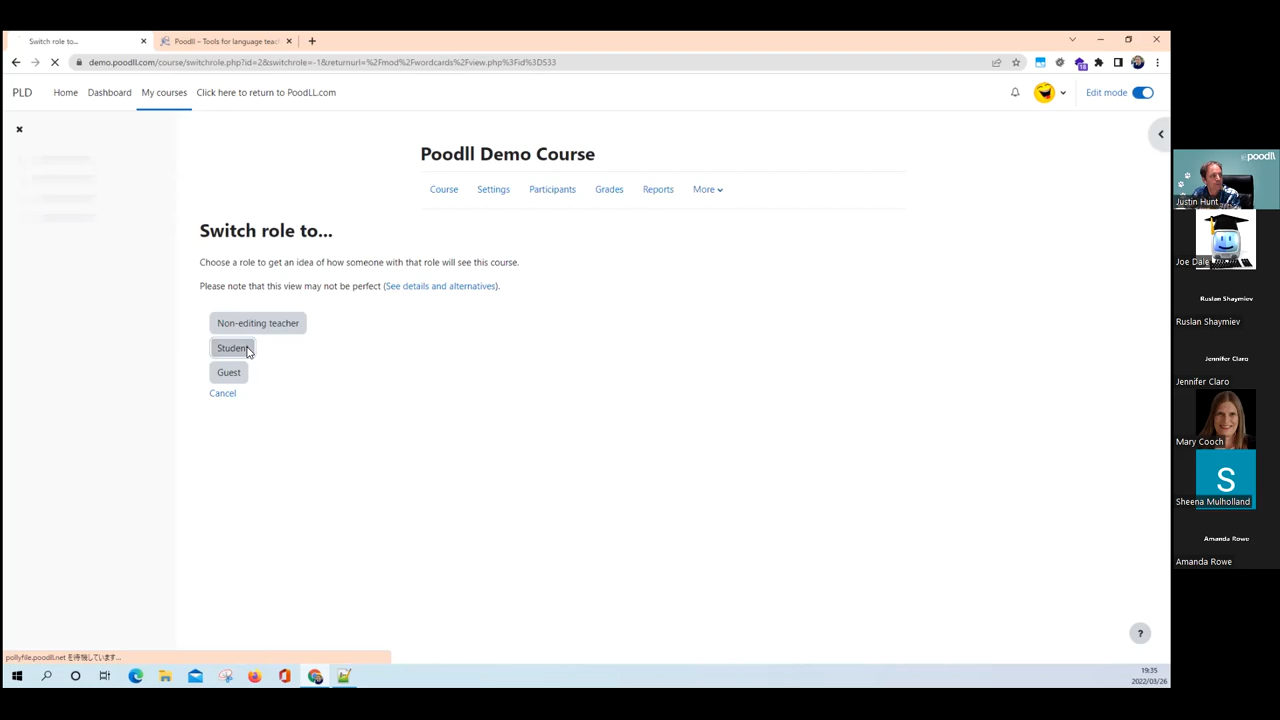 Switch role to...
Poodll – Tools for language teac
demo.poodll.com/course/switchrole.php?id=2&switchrole=-1&returnurl=%2Fmod%2Fwordcards%2Fview.php%3Fid%3D533
18
PLD Home Dashboard My courses Click here to return to PoodLL.com Edit mode
Poodll Demo Course
Course Settings Participants Grades Reports More
Switch role to...
Choose a role to get an idea of how someone with that role will see this course.
Please note that this view may not be perfect (See details and alternatives).
Non-editing teacher
Student
Guest
Cancel
?
pollyfile.poodll.net を待機しています...
19:35
2022/03/26
poodll
Justin Hunt
Joe Dale
Ruslan Shaymiev
Ruslan Shaymiev
Jennifer Claro
Jennifer Claro
Mary Cooch
S
Sheena Mulholland
Amanda Rowe
Amanda Rowe